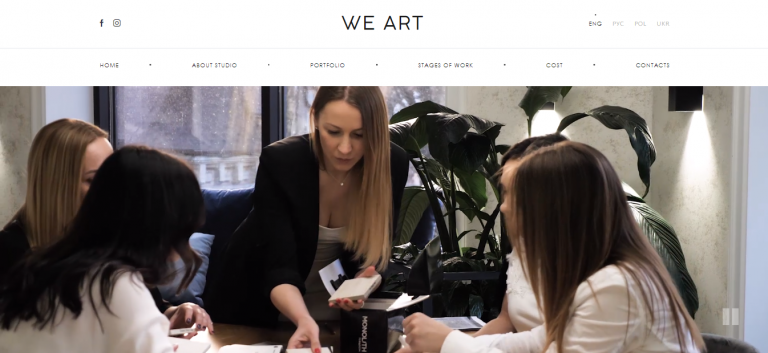 WE ART
ENG РУС POL UKR
HOME • ABOUT STUDIO • PORTFOLIO • STAGES OF WORK • COST • CONTACTS
MONOLITH